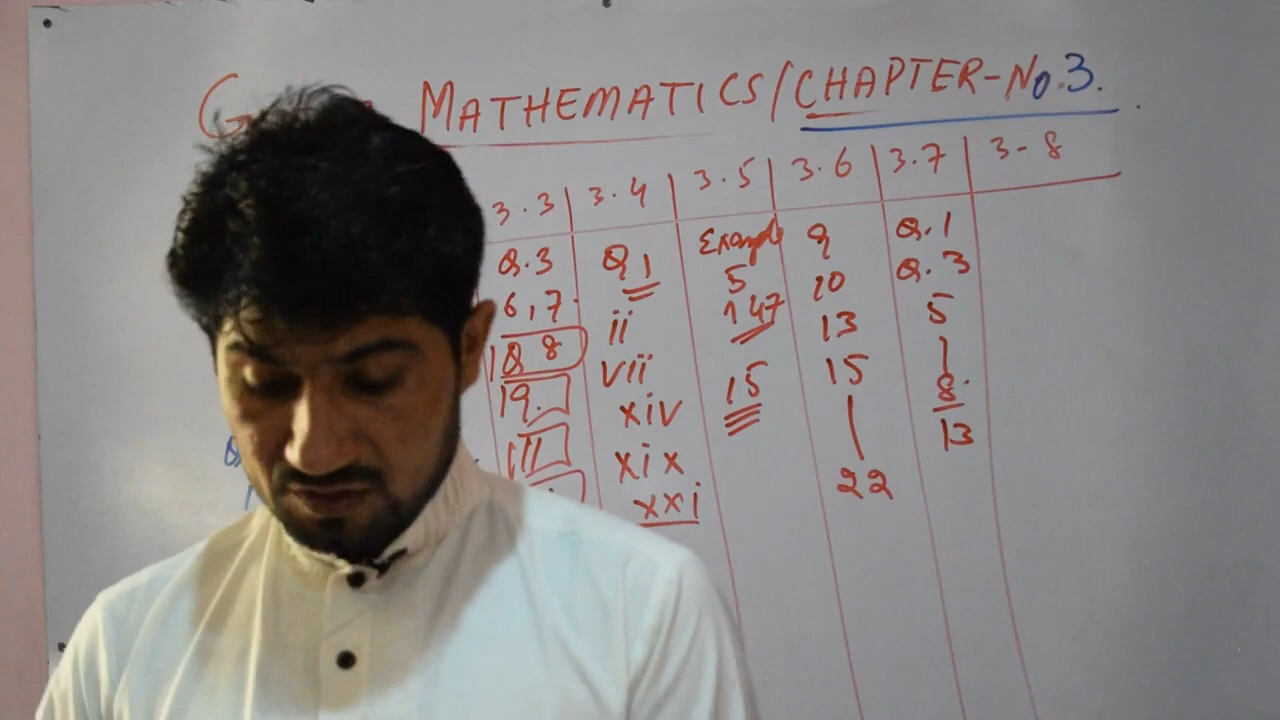 MATHEMATICS/CHAPTER-No.3.
3.3 3.4 3.5 3.6 3.7 3-8
Q.3 Q1 Example 9 Q.1
6,7 ii 5 10 Q.3
Q 8 vii 147 13 5
19. xiv 15 15 8.
xix 22 13
xxi